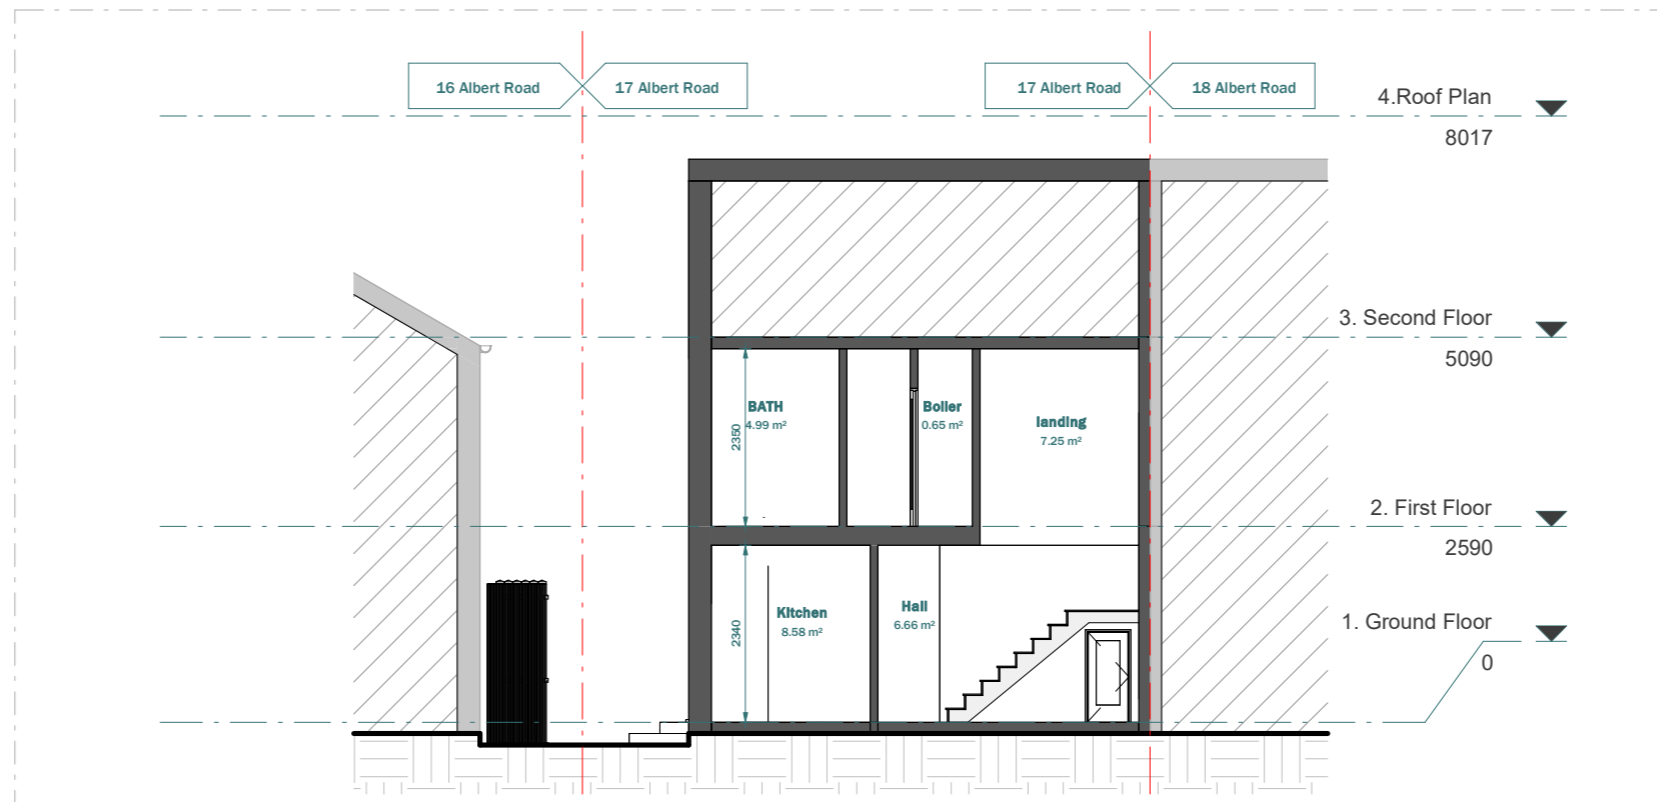 16 Albert Road
17 Albert Road
17 Albert Road
18 Albert Road
4.Roof Plan
8017
3. Second Floor
5090
BATH
4.99 m²
2350
Boiler
0.65 m²
landing
7.25 m²
2. First Floor
2590
Kitchen
8.58 m²
2340
Hall
6.66 m²
1. Ground Floor
0